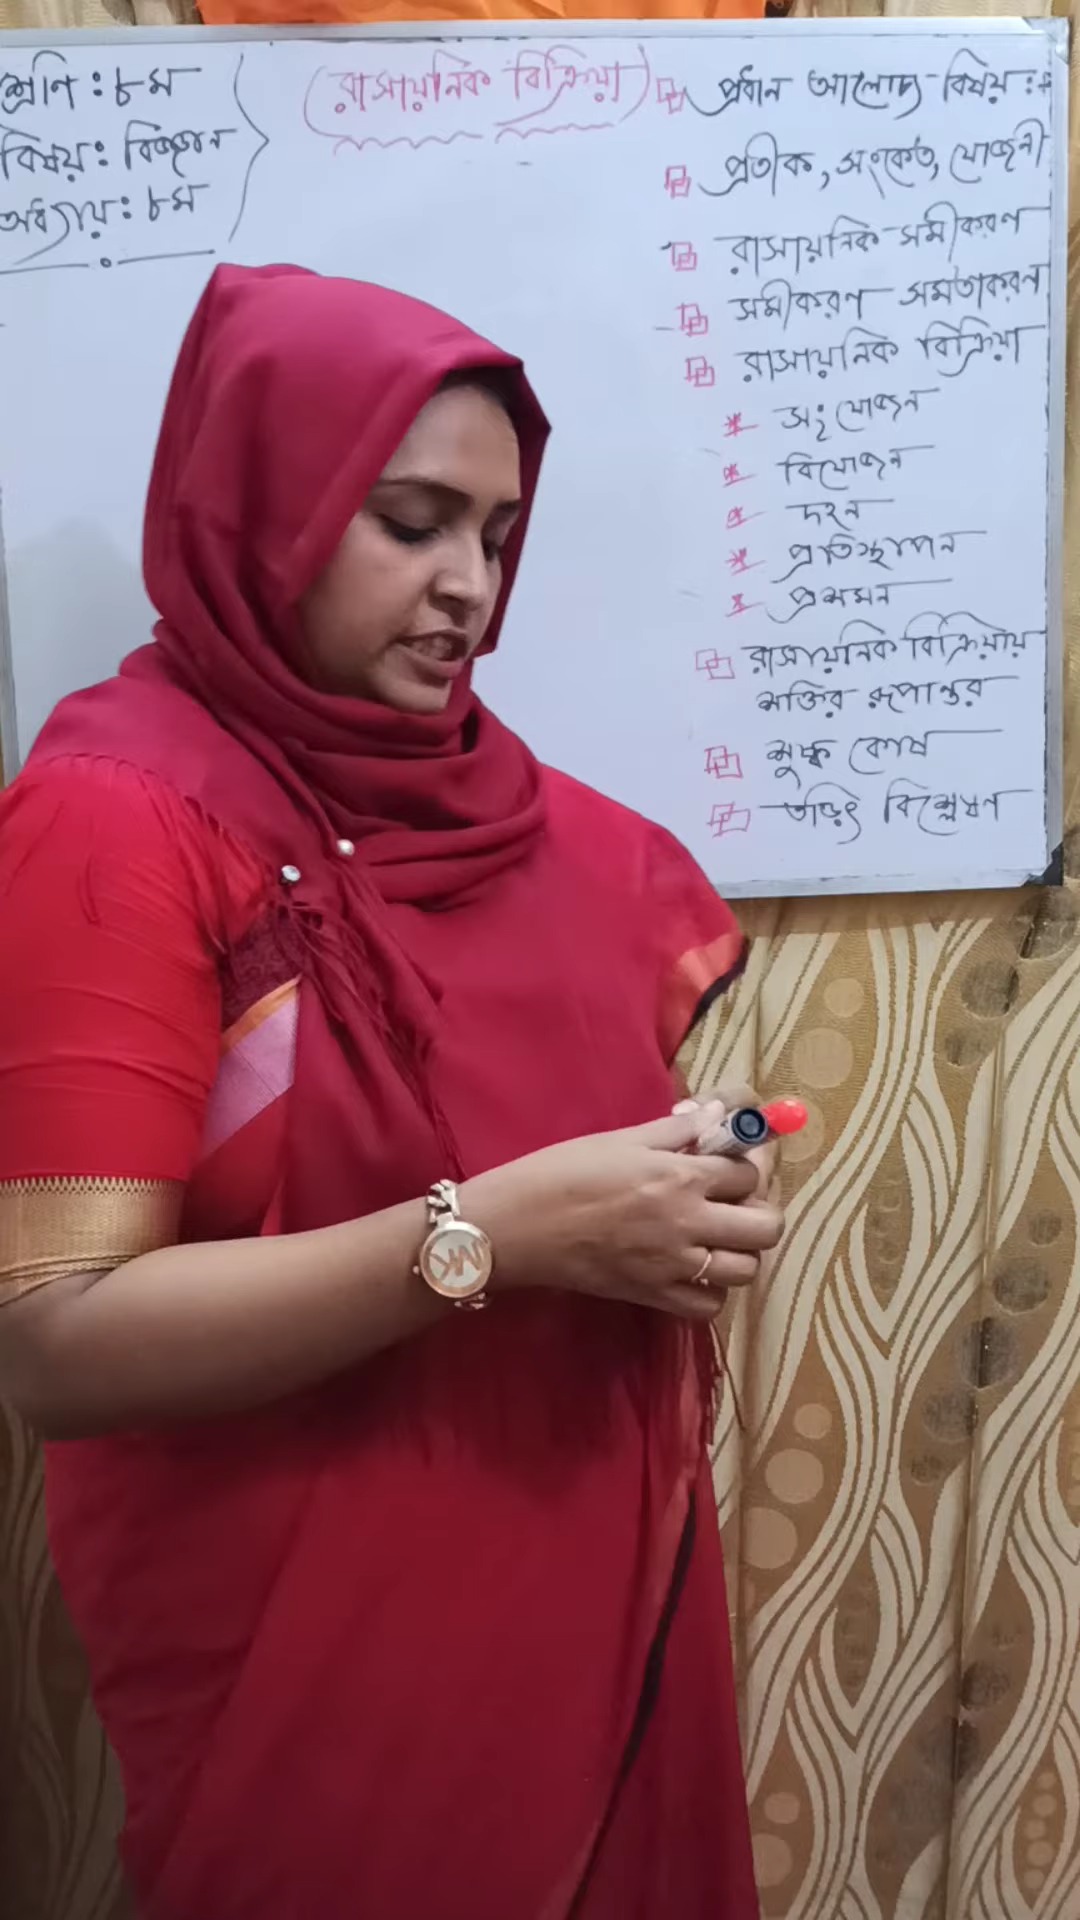 শ্রেণি : ৮ম
বিষয় : বিজ্ঞান
অধ্যায় : ৮ম
(রাসায়নিক বিক্রিয়া)
প্রধান আলোচ্য বিষয় :-
প্রতীক, সংকেত, যোজনী
রাসায়নিক সমীকরণ
সমীকরণ সমতাকরণ
রাসায়নিক বিক্রিয়া
* সংযোজন
* বিযোজন
* দহন
* প্রতিস্থাপন
* প্রশমন
রাসায়নিক বিক্রিয়ায়
শক্তির রূপান্তর
শুষ্ক কোষ
তড়িৎ বিশ্লেষণ
MK